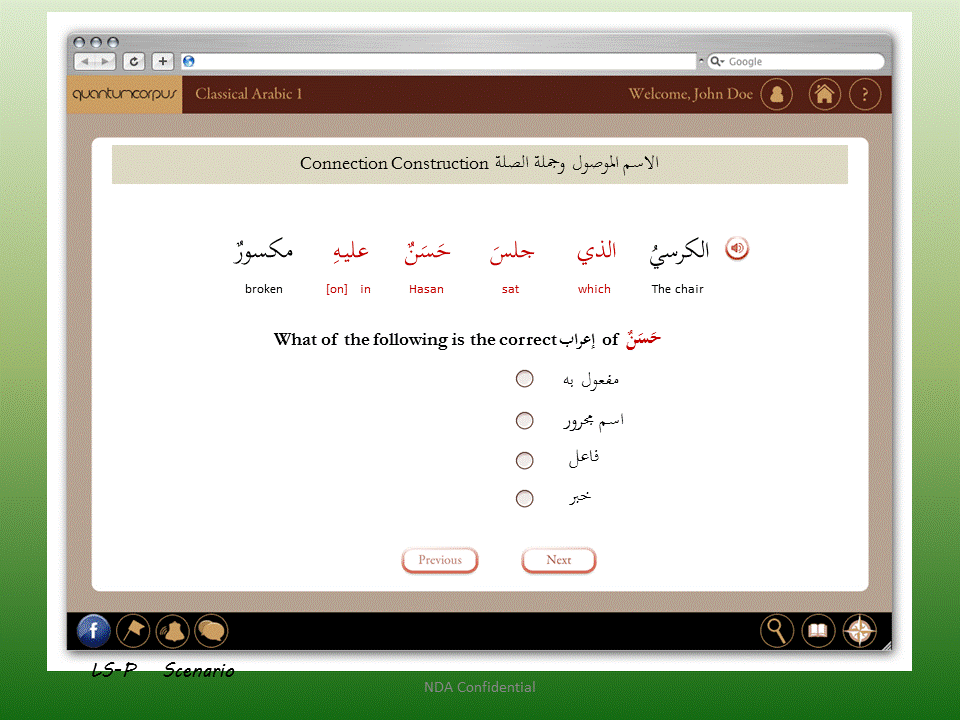 Google
quantumcorpus Classical Arabic 1 Welcome, John Doe ?
Connection Construction الاسم الموصول وجملة الصلة
الكرسيُ الذي جلسَ حَسَنٌ عليهِ مكسورٌ
broken [on] in Hasan sat which The chair
What of the following is the correct إعراب of حَسَنٌ
مفعول به
اسم مجرور
فاعل
خبر
Previous Next
f
LS-P Scenario
NDA Confidential